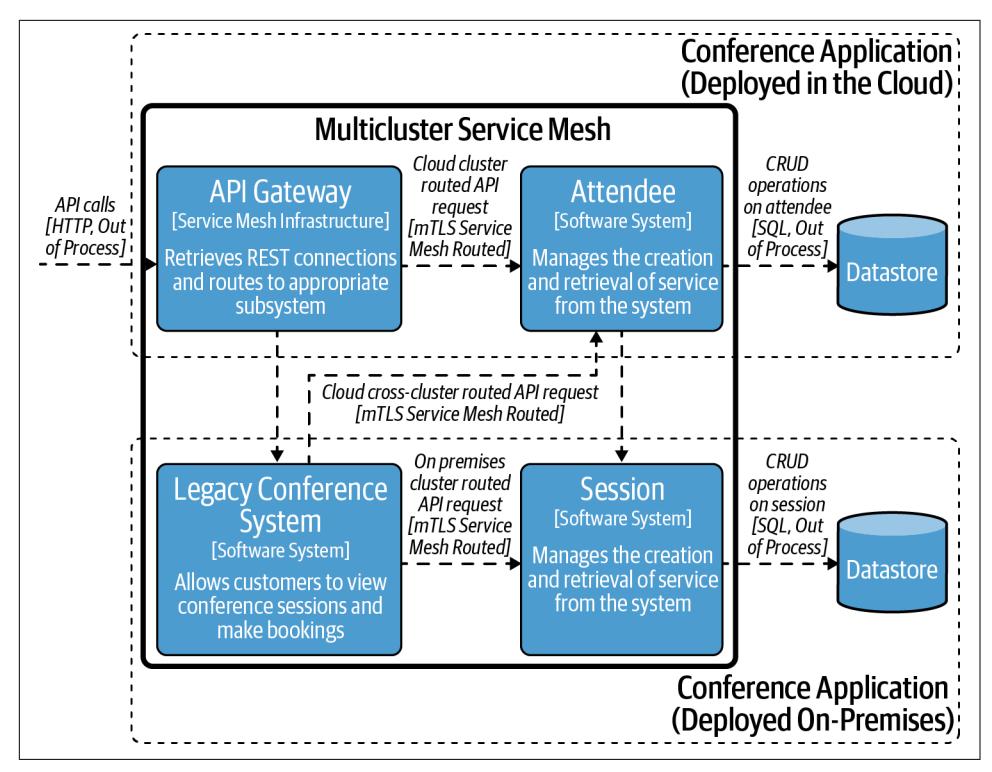 Conference Application
(Deployed in the Cloud)
Multicluster Service Mesh
API calls
[HTTP, Out
of Process]
API Gateway
[Service Mesh Infrastructure]
Retrieves REST connections
and routes to appropriate
subsystem
Cloud cluster
routed API
request
[mTLS Service
Mesh Routed]
Attendee
[Software System]
Manages the creation
and retrieval of service
from the system
CRUD
operations
on attendee
[SQL, Out
of Process]
Datastore
Cloud cross-cluster routed API request
[mTLS Service Mesh Routed]
Legacy Conference
System
[Software System]
Allows customers to view
conference sessions and
make bookings
On premises
cluster routed
API request
[mTLS Service
Mesh Routed]
Session
[Software System]
Manages the creation
and retrieval of service
from the system
CRUD
operations
on session
[SQL, Out
of Process]
Datastore
Conference Application
(Deployed On-Premises)